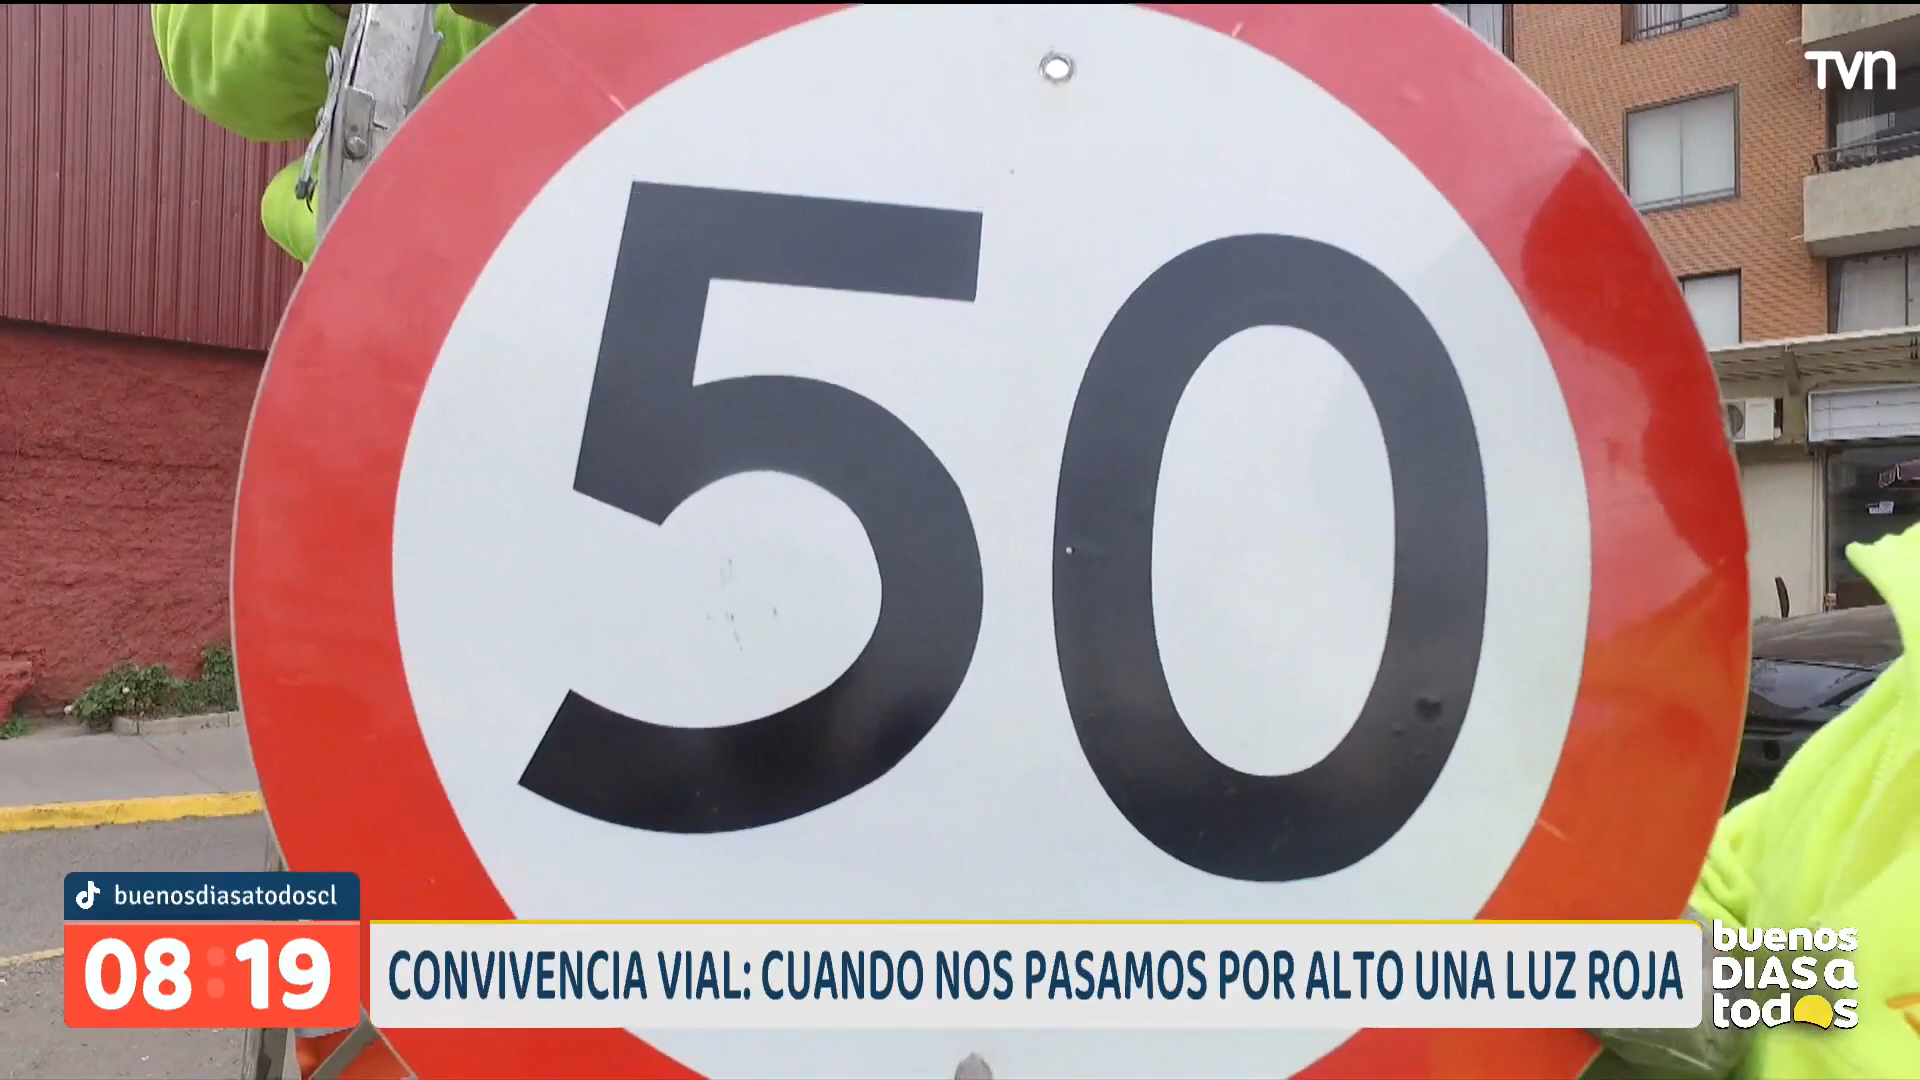 TVN
50
buenosdiasatodoscl
08:19
CONVIVENCIA VIAL: CUANDO NOS PASAMOS POR ALTO UNA LUZ ROJA
buenos
DIAS a
todos